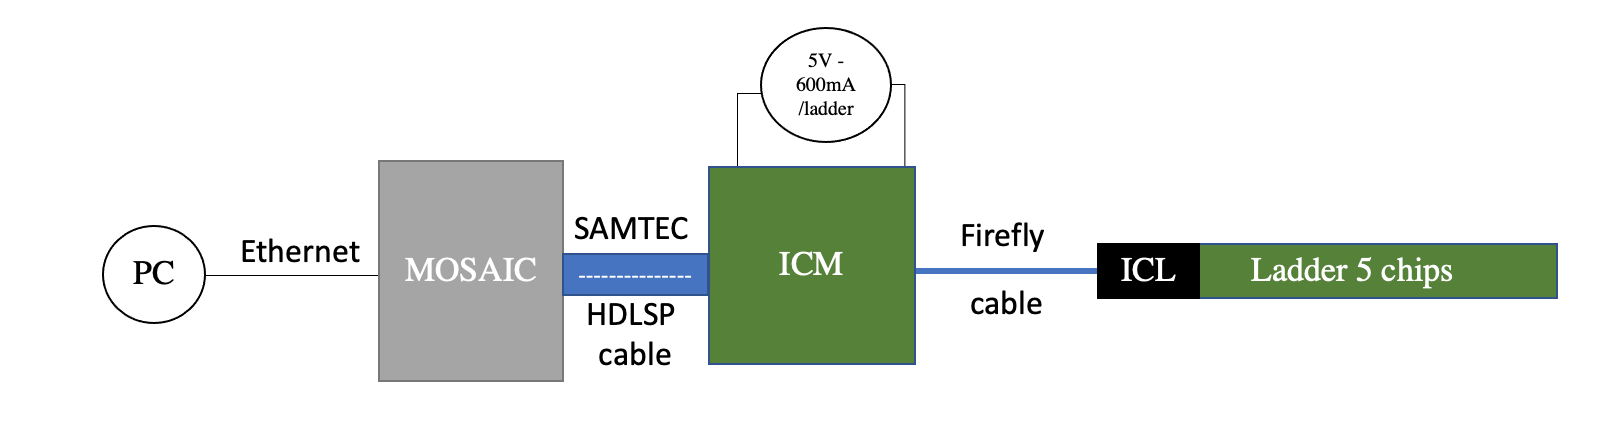 5V -
600mA
/ladder
PC
Ethernet
MOSAIC
SAMTEC
---------------
HDLSP
cable
ICM
Firefly
cable
ICL
Ladder 5 chips